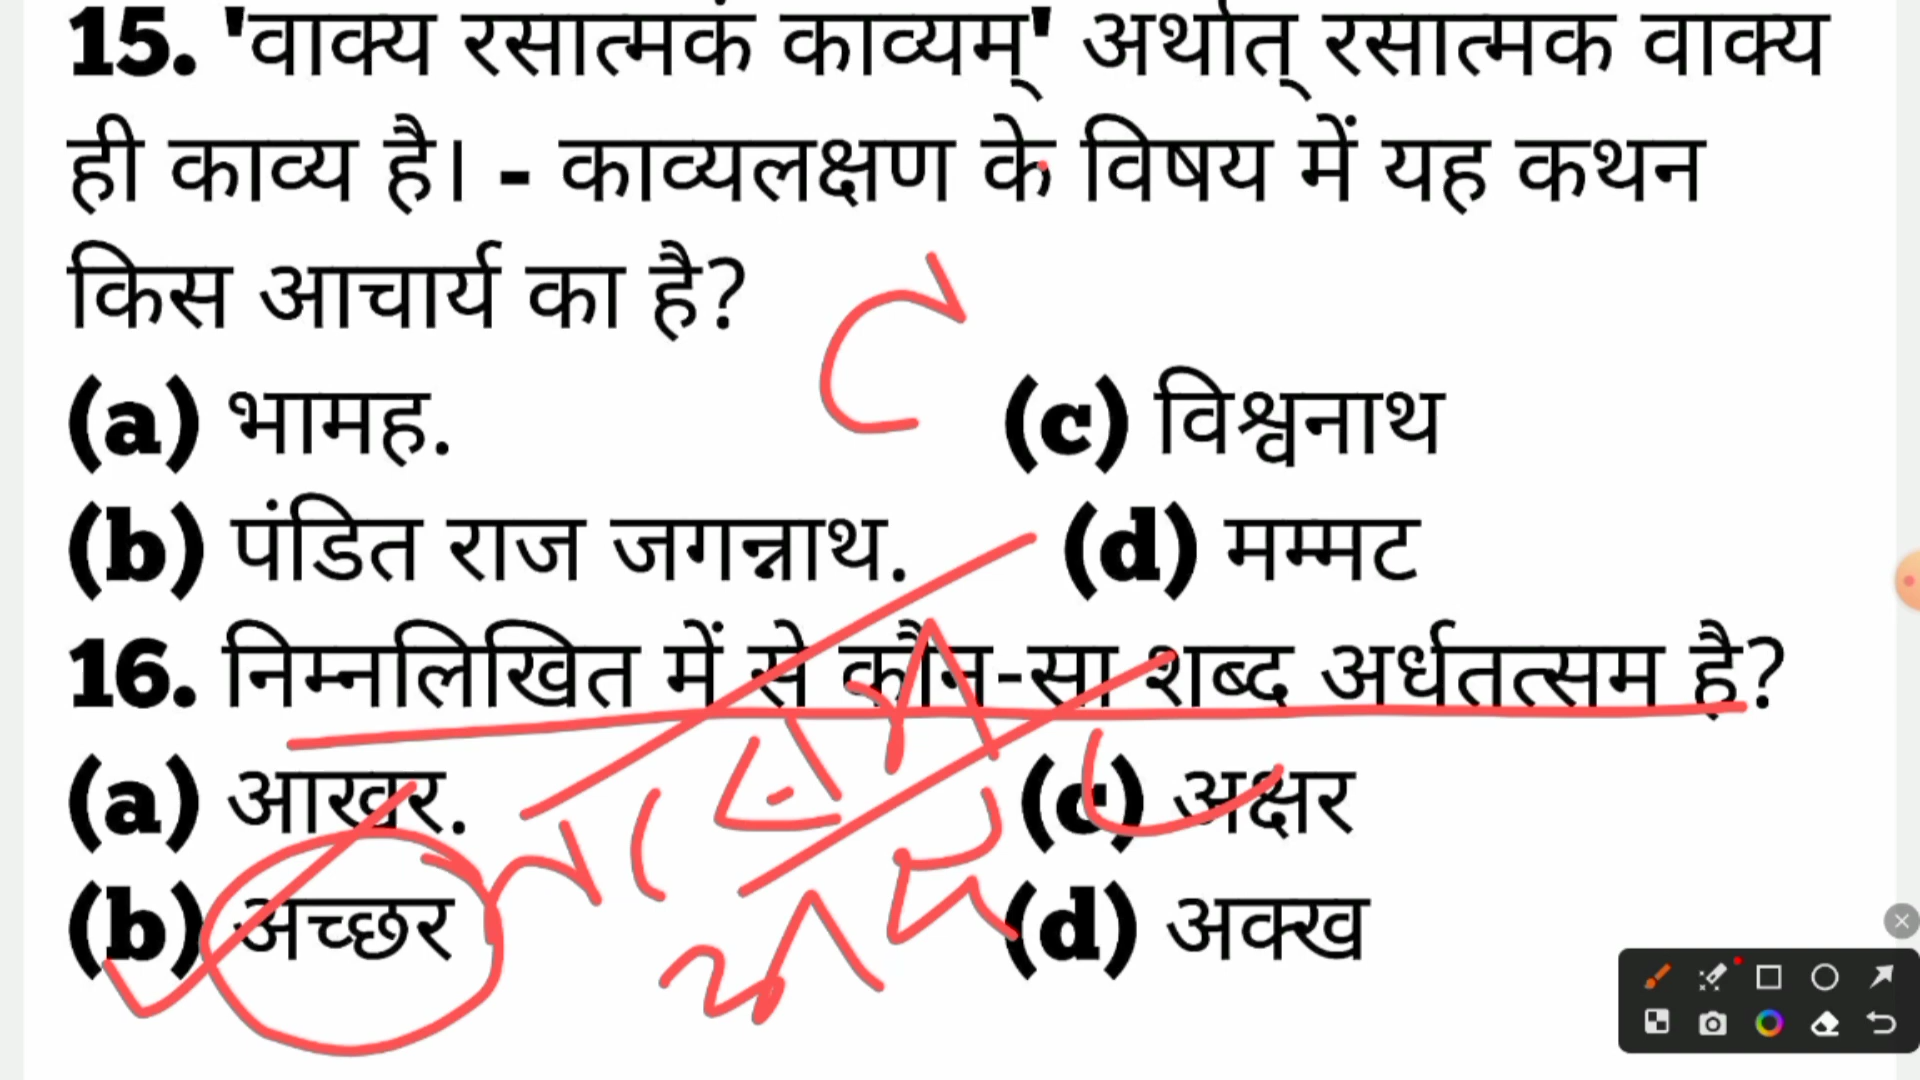 15. 'वाक्य रसात्मकं काव्यम्' अर्थात् रसात्मक वाक्य
ही काव्य है। - काव्यलक्षण के विषय में यह कथन
किस आचार्य का है?
C
(a) भामह. (c) विश्वनाथ
(b) पंडित राज जगन्नाथ. (d) मम्मट
16. निम्नलिखित में से कौन-सा शब्द अर्धतत्सम है?
(a) आखर. (c) अक्षर
(b) अच्छर (d) अक्ख